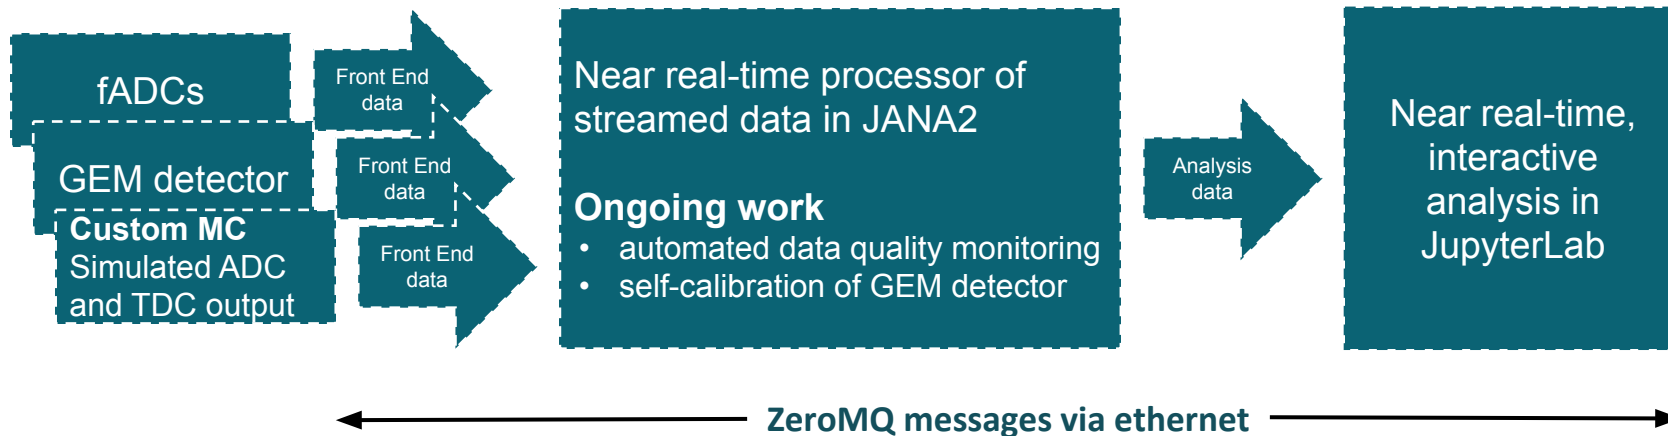 fADCs
GEM detector
Custom MC
Simulated ADC
and TDC output
Front End
data
Front End
data
Front End
data
Near real-time processor of
streamed data in JANA2
Ongoing work
• automated data quality monitoring
• self-calibration of GEM detector
Analysis
data
Near real-time,
interactive
analysis in
JupyterLab
ZeroMQ messages via ethernet